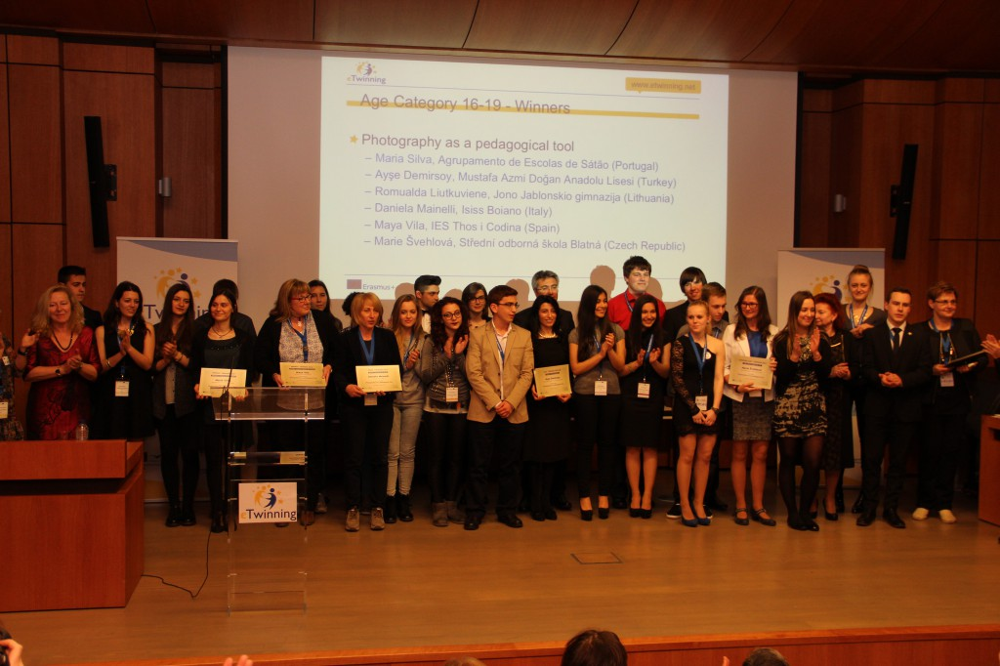 eTwinning
www.etwinning.net
Age Category 16-19 - Winners
Photography as a pedagogical tool
– Maria Silva, Agrupamento de Escolas de Sátão (Portugal)
– Ayşe Demirsoy, Mustafa Azmi Doğan Anadolu Lisesi (Turkey)
– Romualda Liutkuviene, Jono Jablonskio gimnazija (Lithuania)
– Daniela Mainelli, Isiss Boiano (Italy)
– Maya Vila, IES Thos i Codina (Spain)
– Marie Švehlová, Střední odborná škola Blatná (Czech Republic)
Erasmus+
eTwinning